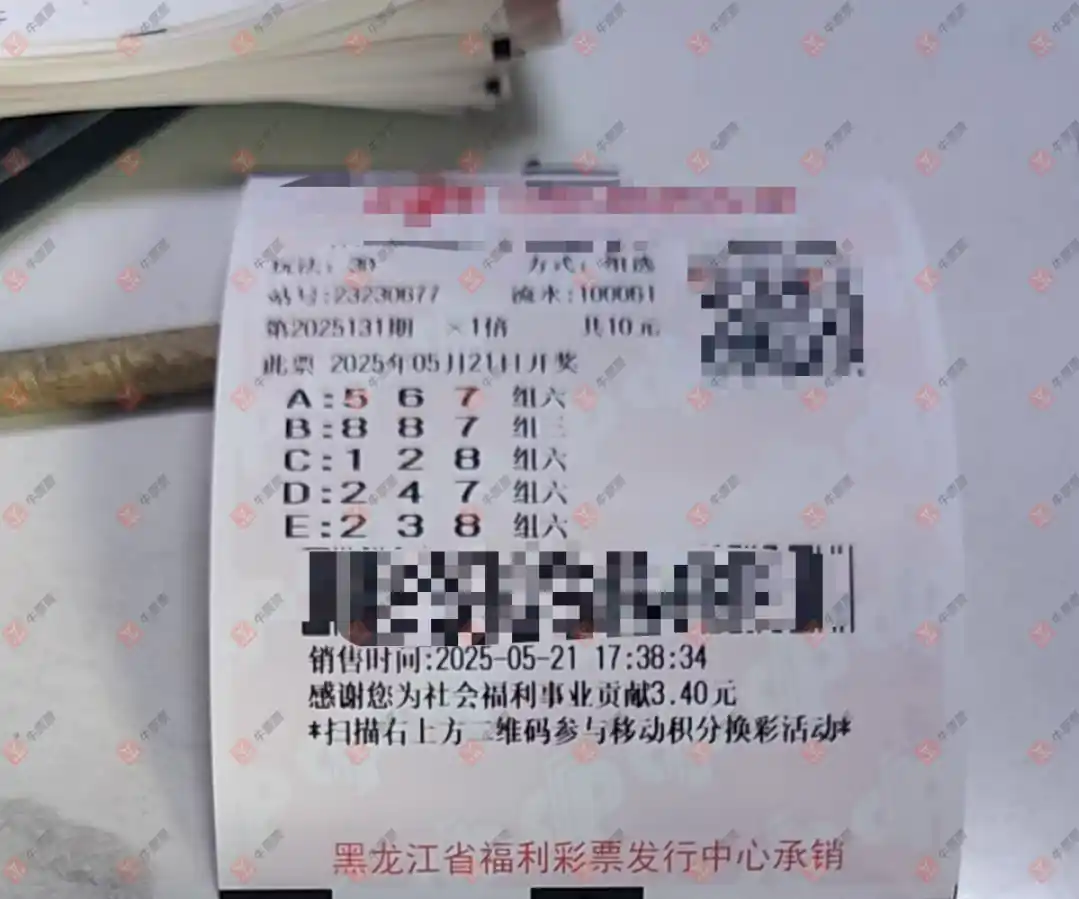 玩法：3D 方式：组选
站号:23230677 流水:100061
第2025131期 ×1倍 共10元
此票 2025年05月21日开奖
A:5 6 7 组六
B:8 8 7 组三
C:1 2 8 组六
D:2 4 7 组六
E:2 3 8 组六
销售时间:2025-05-21 17:38:34
感谢您为社会福利事业贡献3.40元
*扫描右上方二维码参与移动积分换彩活动*
黑龙江省福利彩票发行中心承销